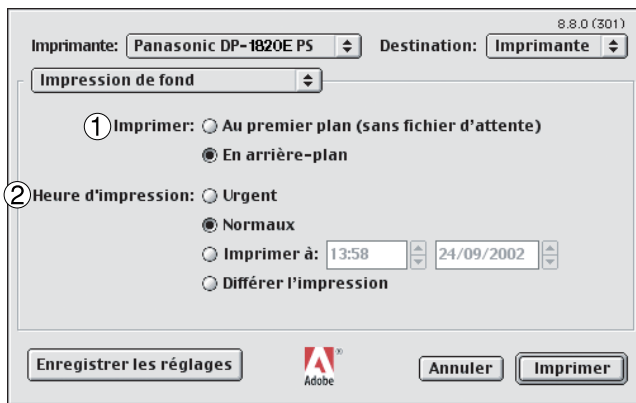 8.8.0 (301)
Imprimante: Panasonic DP-1820E PS Destination: Imprimante
Impression de fond
① Imprimer: Au premier plan (sans fichier d'attente)
En arrière-plan
② Heure d'impression: Urgent
Normaux
Imprimer à: 13:58 24/09/2002
Différer l'impression
Enregistrer les réglages Adobe® Annuler Imprimer